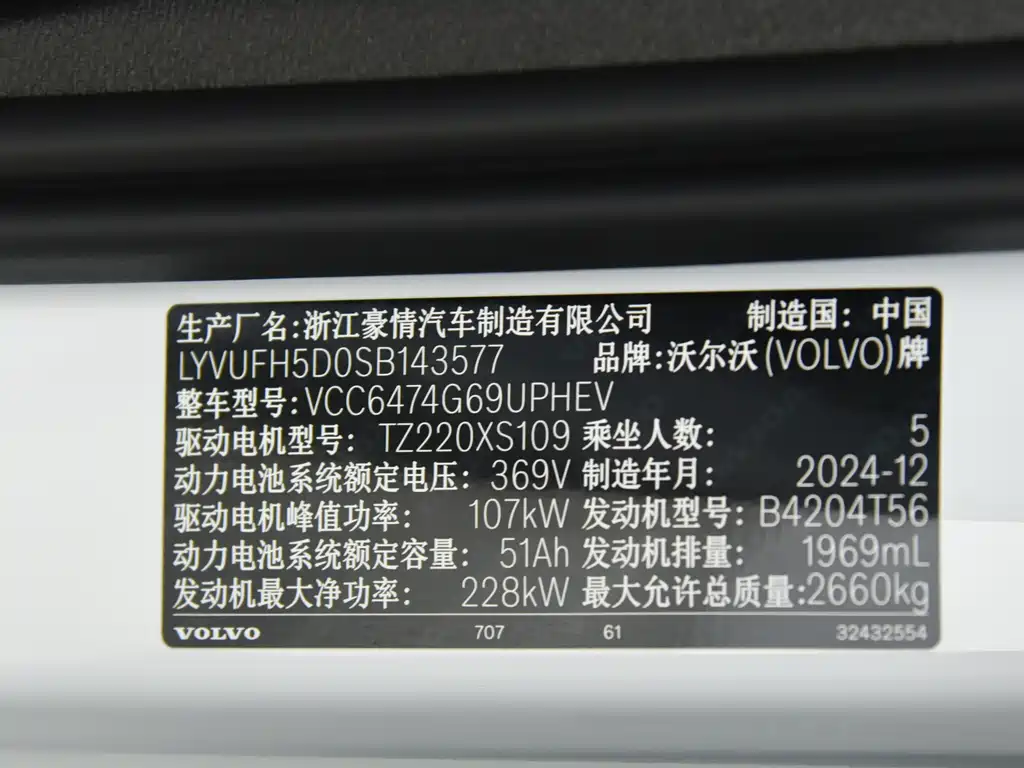 生产厂名:浙江豪情汽车制造有限公司 制造国: 中国
LYVUFH5D0SB143577 品牌:沃尔沃(VOLVO)牌
整车型号:VCC6474G69UPHEV
驱动电机型号: TZ220XS109 乘坐人数: 5
动力电池系统额定电压: 369V 制造年月: 2024-12
驱动电机峰值功率: 107kW 发动机型号: B4204T56
动力电池系统额定容量: 51Ah 发动机排量: 1969mL
发动机最大净功率: 228kW 最大允许总质量:2660kg
VOLVO 707 61 32432554